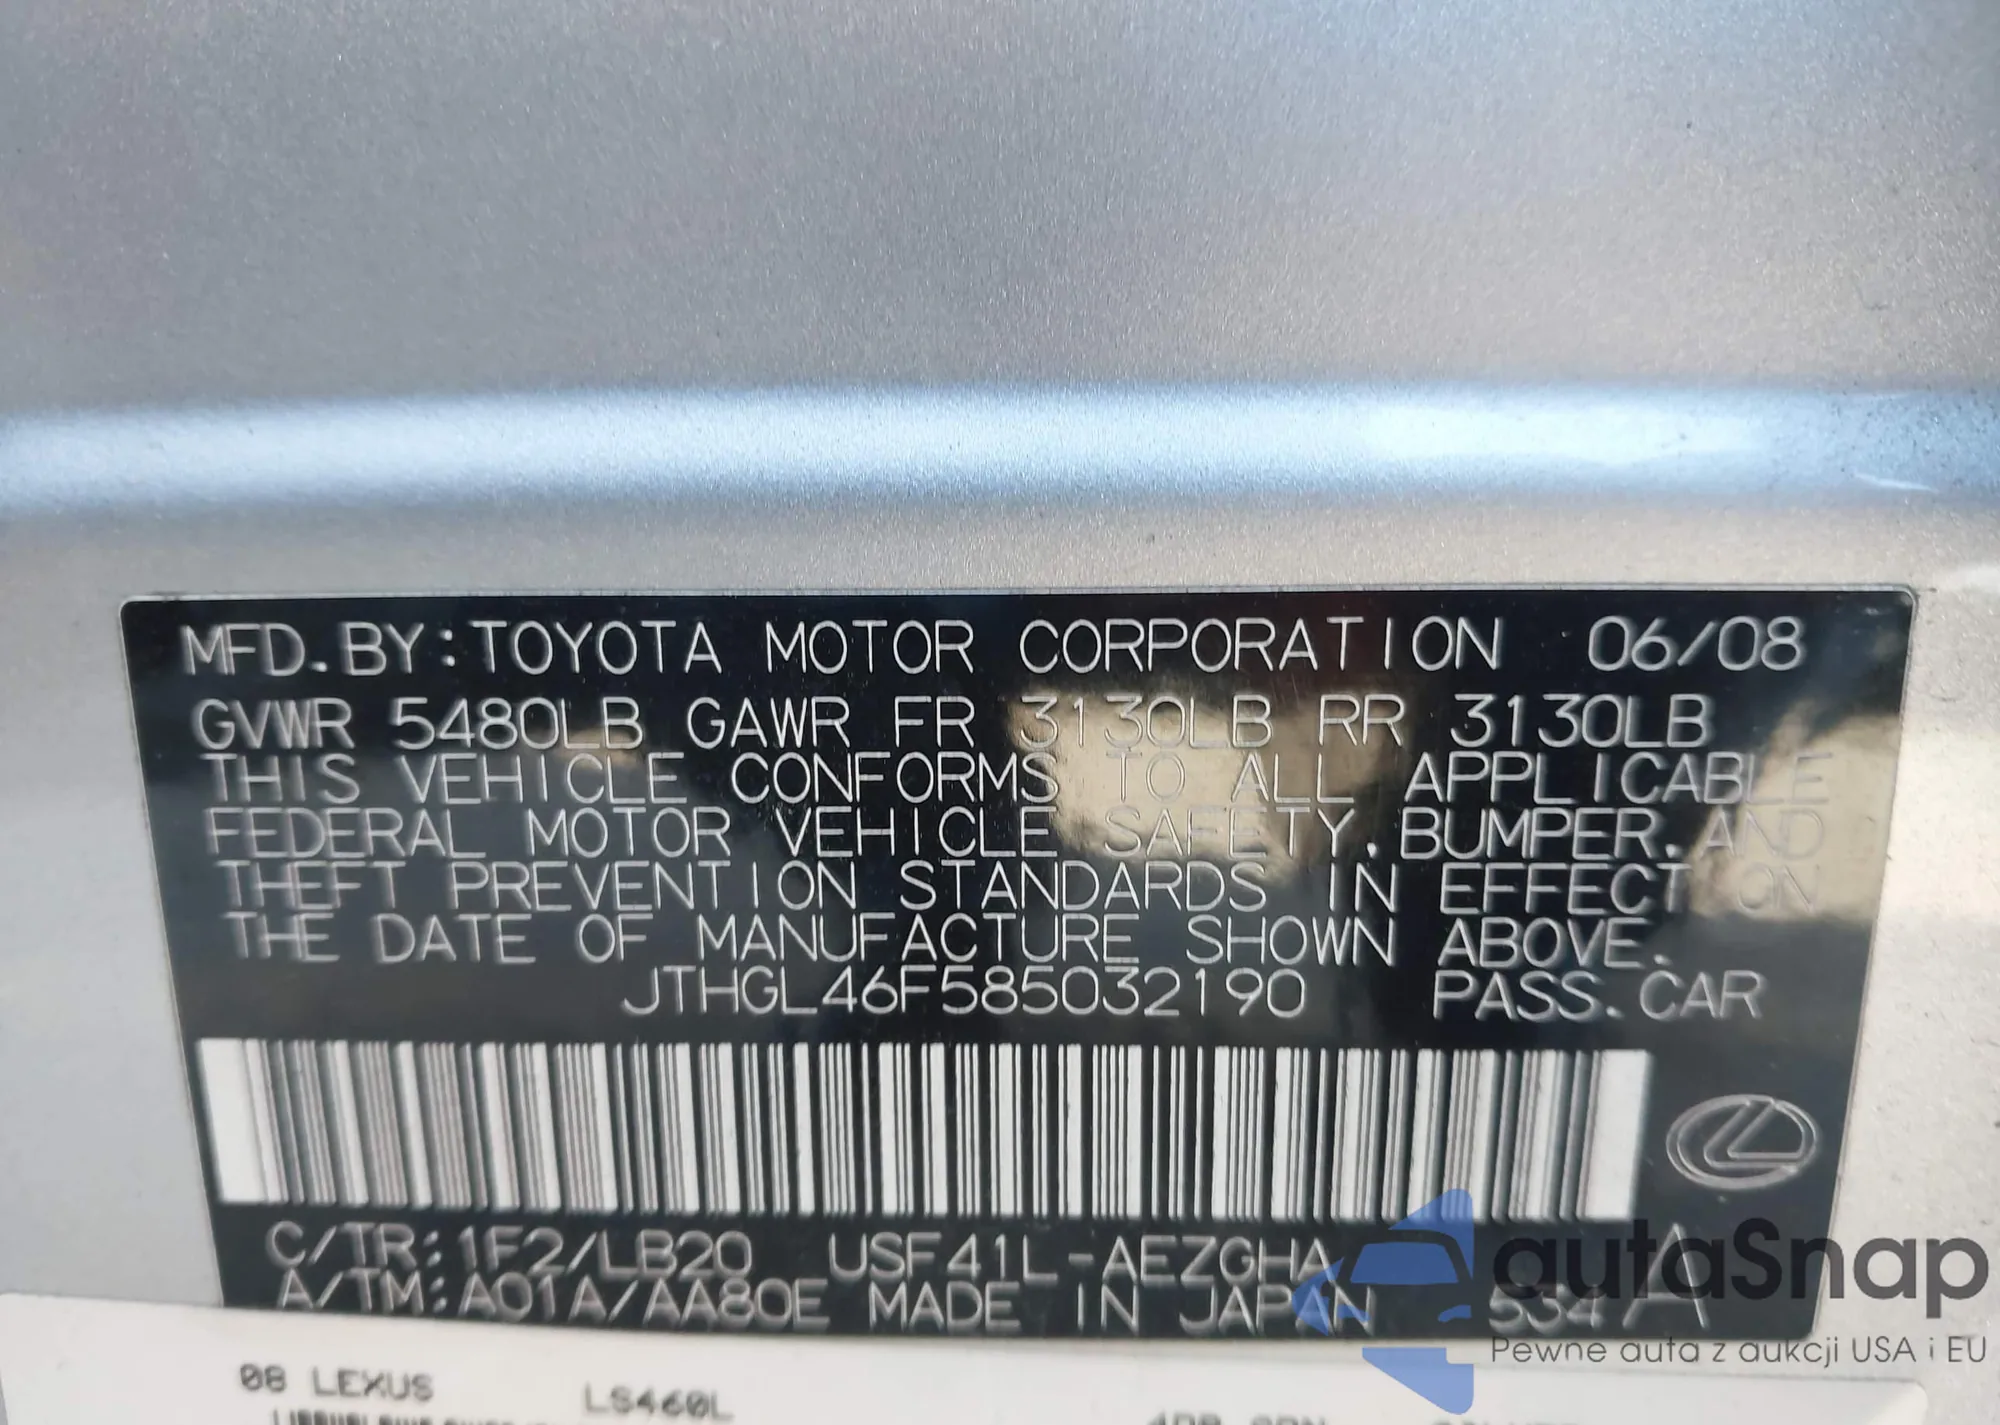 MFD.BY:TOYOTA MOTOR CORPORATION 06/08
GVWR 5480LB GAWR FR 3130LB RR 3130LB
THIS VEHICLE CONFORMS TO ALL APPLICABLE
FEDERAL MOTOR VEHICLE SAFETY.BUMPER.AND
THEFT PREVENTION STANDARDS IN EFFECT ON
THE DATE OF MANUFACTURE SHOWN ABOVE.
JTHGL46F585032190 PASS.CAR
C/TR:1F2/LB20 USF41L-AEZGHA
A/TM:A01A/AA80E MADE IN JAPAN 534A
autaSnap
Pewne auta z aukcji USA i EU
08 LEXUS LS460L